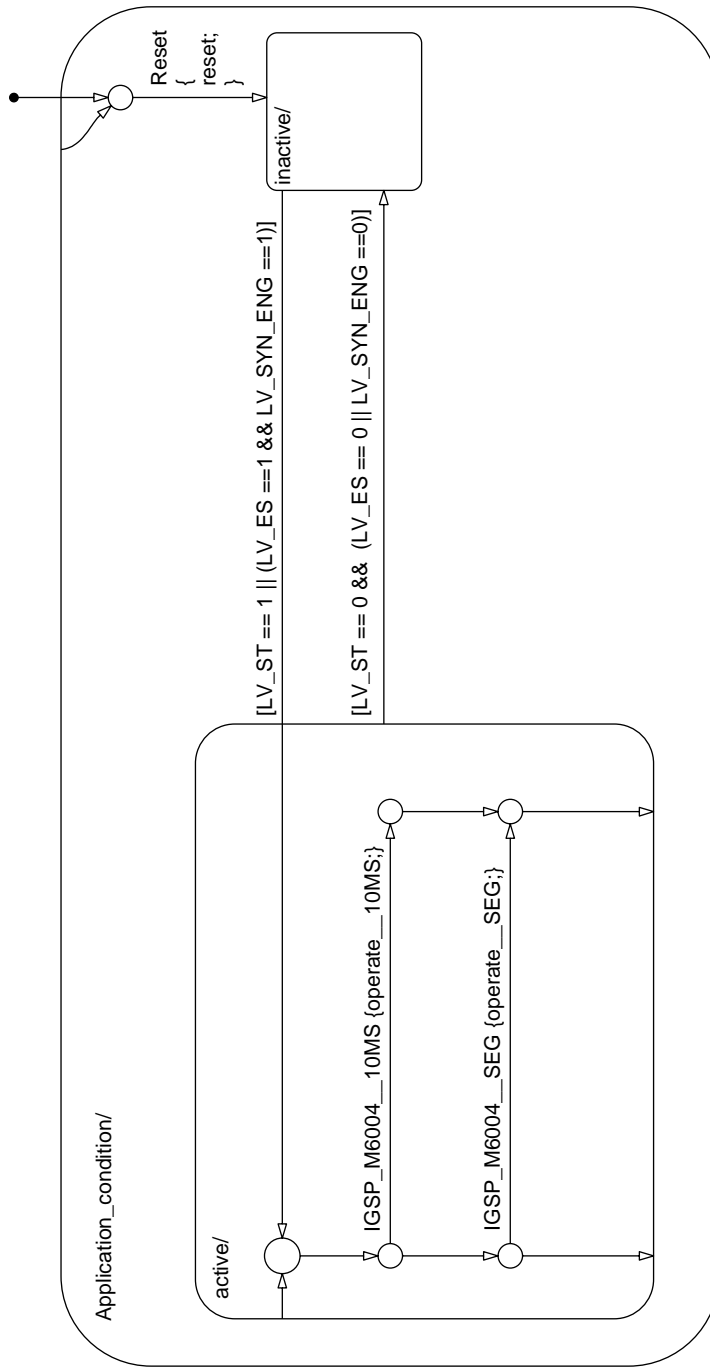 Application_condition/
active/
IGSP_M6004__10MS {operate__10MS;}
IGSP_M6004__SEG {operate__SEG;}
[LV_ST == 1 || (LV_ES ==1 && LV_SYN_ENG ==1)]
[LV_ST == 0 &&  (LV_ES == 0 || LV_SYN_ENG ==0)]
inactive/
Reset
{
reset;
}